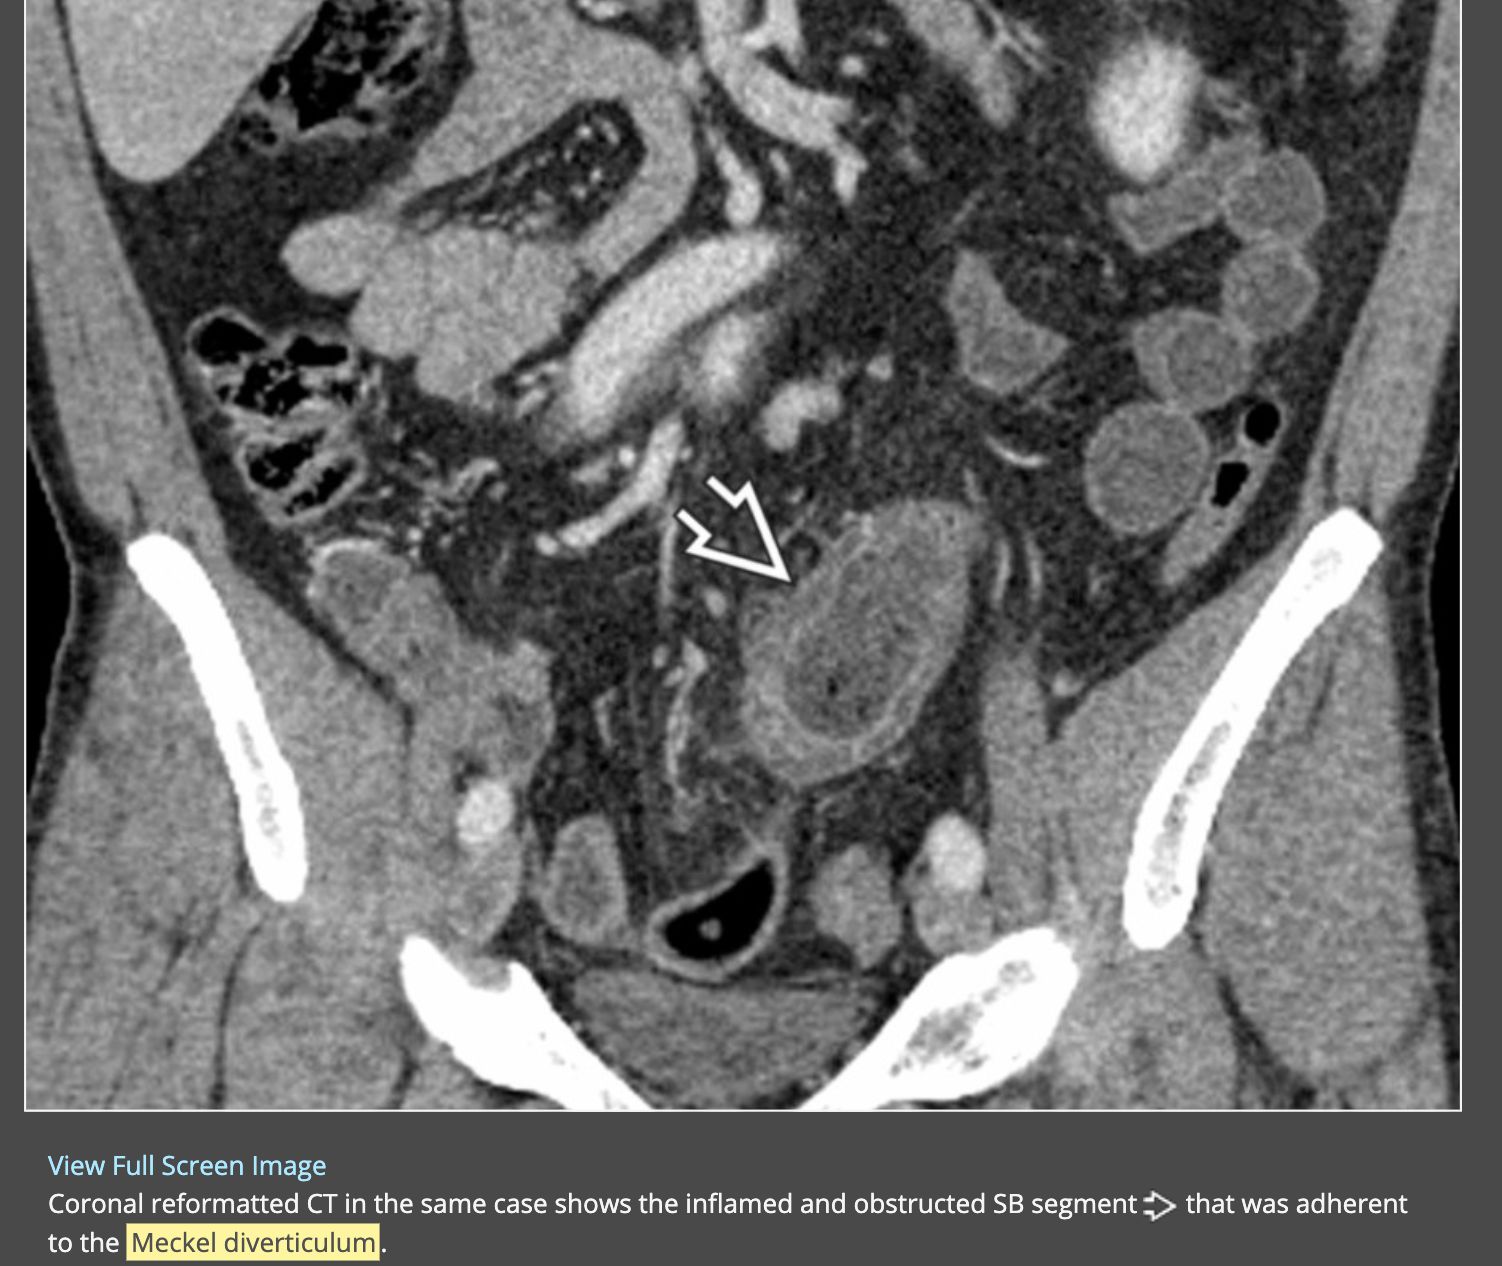 View Full Screen Image
Coronal reformatted CT in the same case shows the inflamed and obstructed SB segment that was adherent
to the Meckel diverticulum.